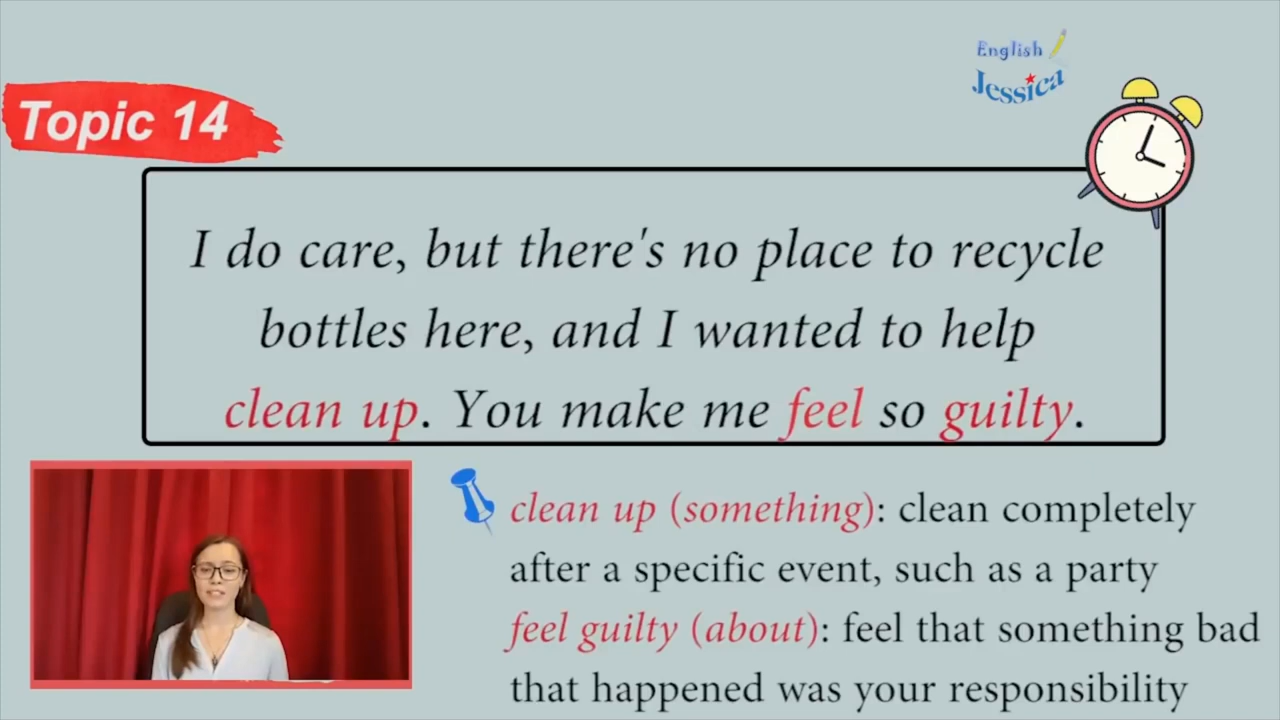 English
Jessica
Topic 14
I do care, but there's no place to recycle
bottles here, and I wanted to help
clean up. You make me feel so guilty.
clean up (something): clean completely
after a specific event, such as a party
feel guilty (about): feel that something bad
that happened was your responsibility